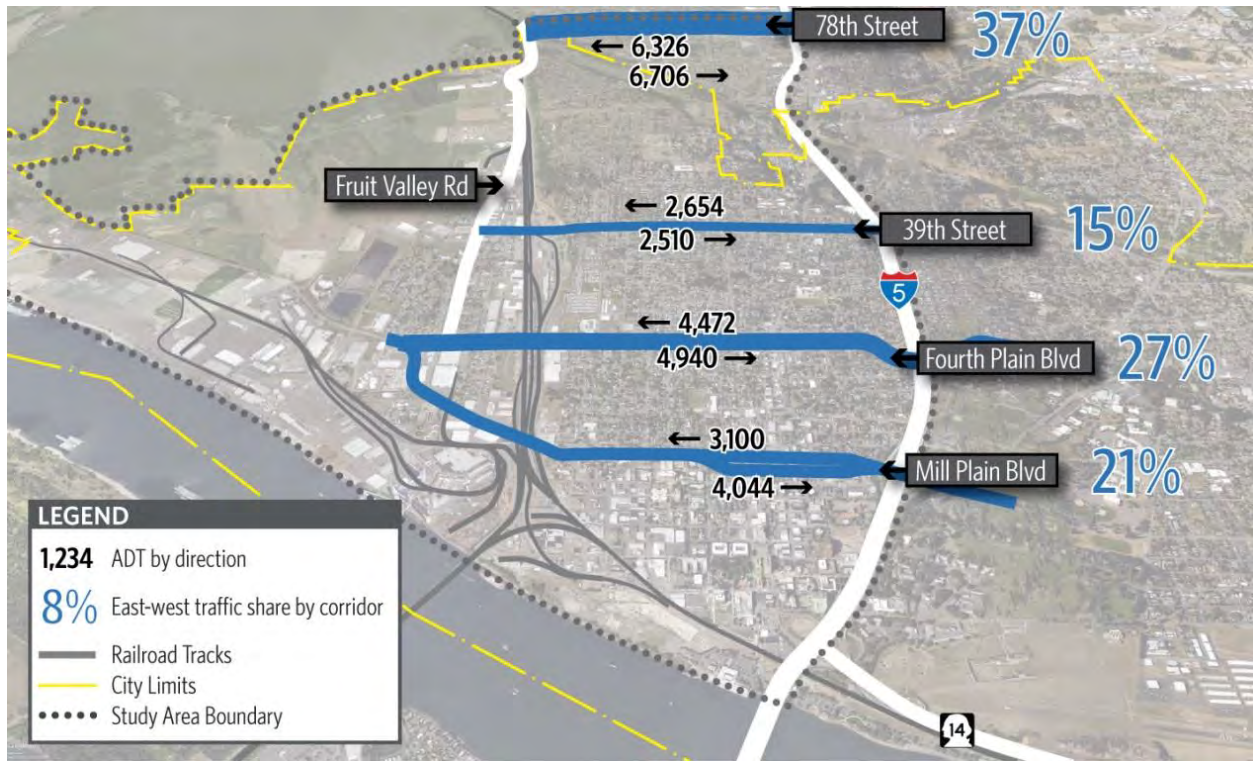 78th Street
37%
← 6,326
6,706 →
Fruit Valley Rd
← 2,654
2,510 →
39th Street
15%
5
← 4,472
4,940 →
Fourth Plain Blvd
27%
← 3,100
4,044 →
Mill Plain Blvd
21%
LEGEND
1,234 ADT by direction
8% East-west traffic share by corridor
Railroad Tracks
City Limits
Study Area Boundary
14